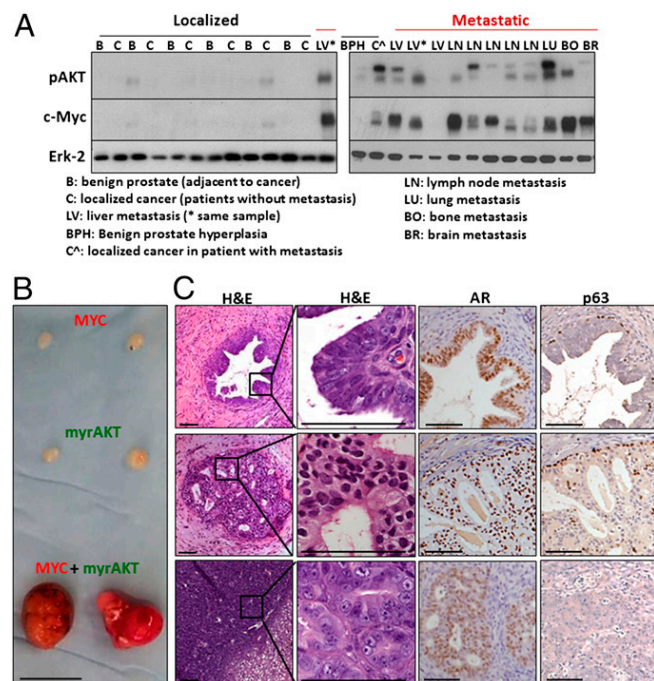 A
Localized
Metastatic
B C B C B C B C B C B C LV* BPH C^ LV LV* LV LN LN LN LN LN LU BO BR
pAKT
c-Myc
Erk-2
B: benign prostate (adjacent to cancer)
C: localized cancer (patients without metastasis)
LV: liver metastasis (* same sample)
BPH: Benign prostate hyperplasia
C^: localized cancer in patient with metastasis
LN: lymph node metastasis
LU: lung metastasis
BO: bone metastasis
BR: brain metastasis
B
MYC
myrAKT
MYC + myrAKT
C
H&E H&E AR p63